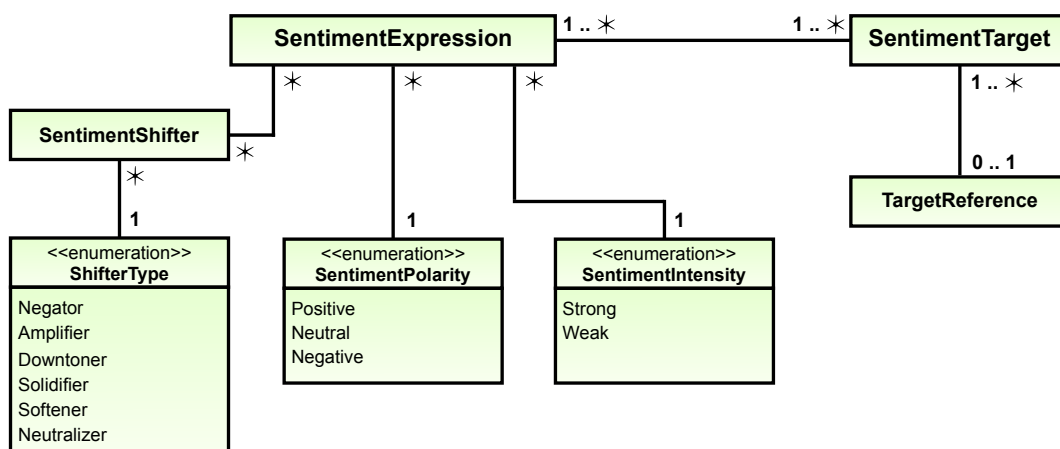 SentimentExpression
1 .. *
1 .. *
SentimentTarget
*
*
*
1 .. *
SentimentShifter
*
*
0 .. 1
TargetReference
1
1
1
<<enumeration>>
ShifterType
Negator
Amplifier
Downtoner
Solidifier
Softener
Neutralizer
<<enumeration>>
SentimentPolarity
Positive
Neutral
Negative
<<enumeration>>
SentimentIntensity
Strong
Weak